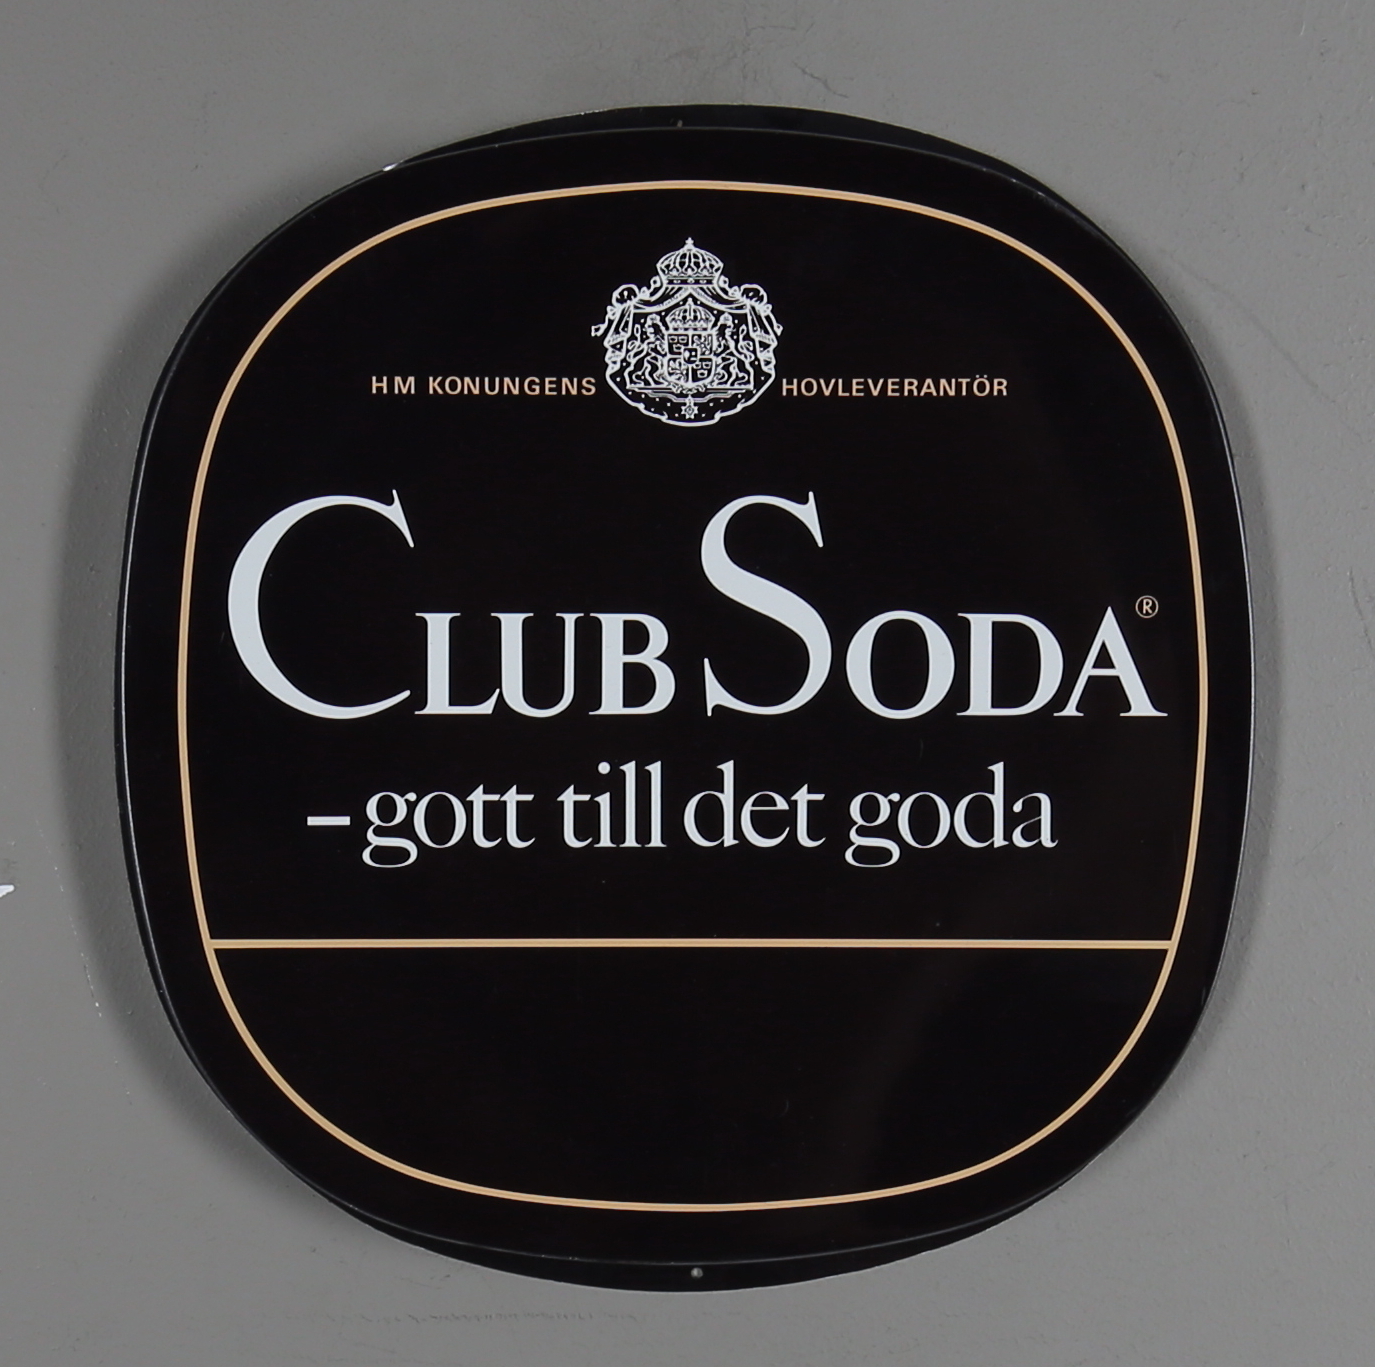 HM KONUNGENS HOVLEVERANTÖR
CLUB SODA®
–gott till det goda